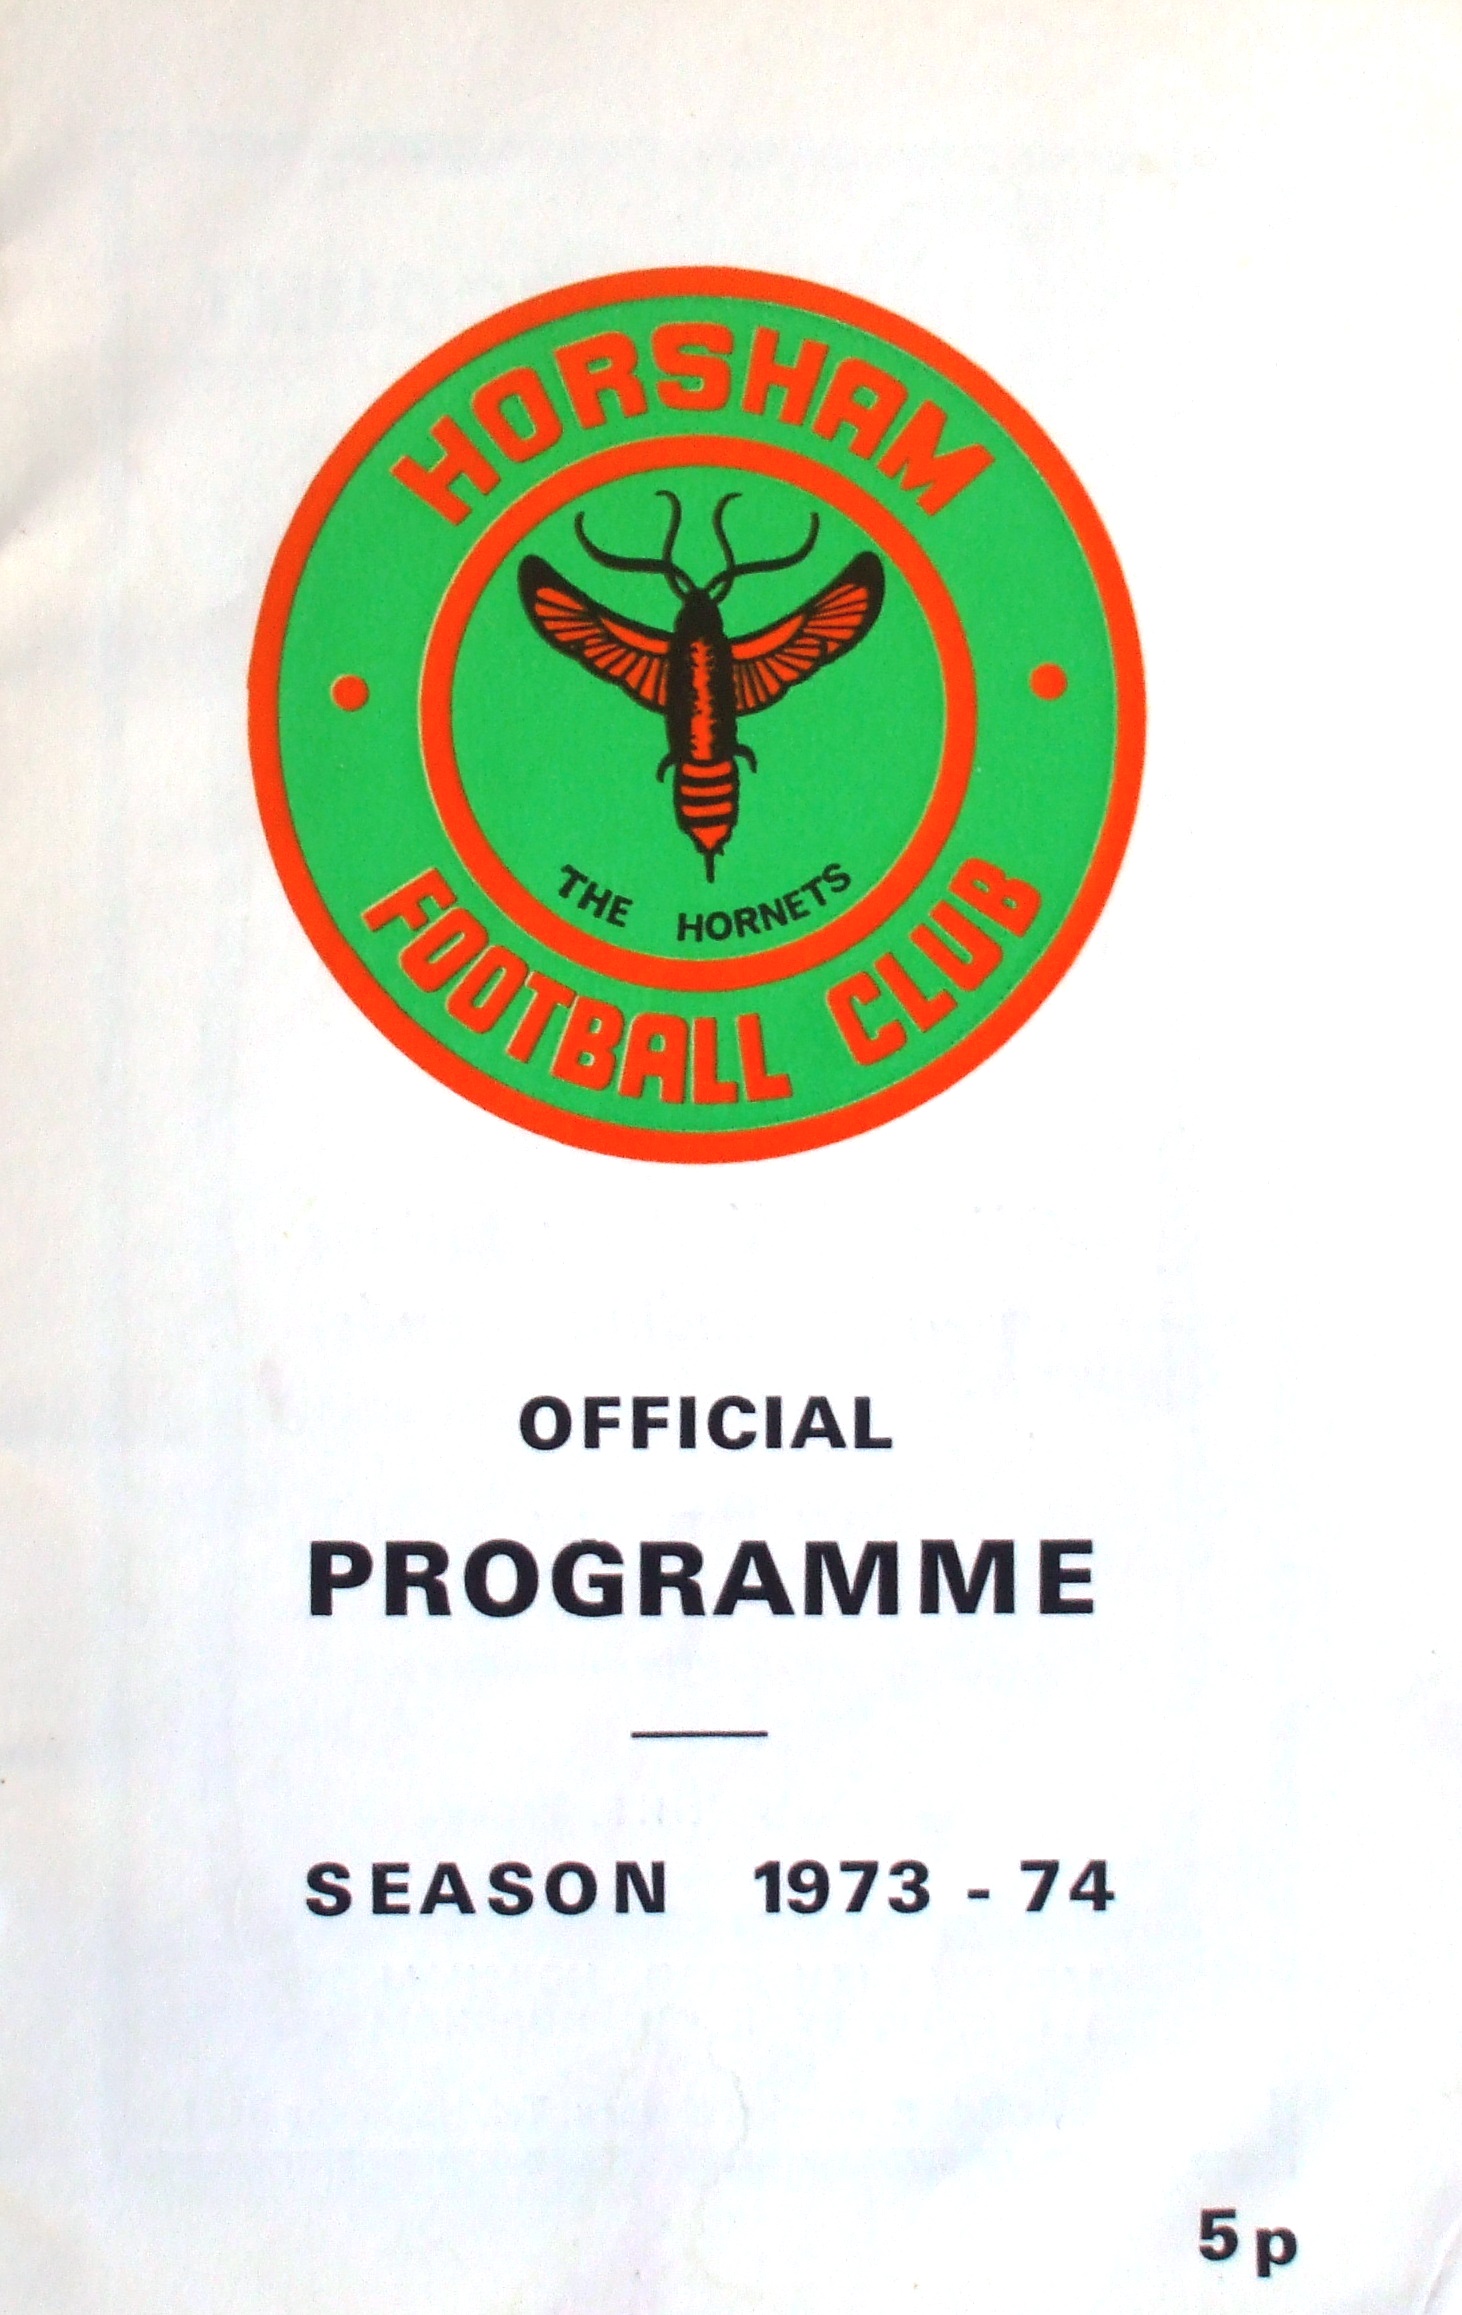 HORSHAM
THE HORNETS
FOOTBALL CLUB
OFFICIAL
PROGRAMME
SEASON 1973 - 74
5p